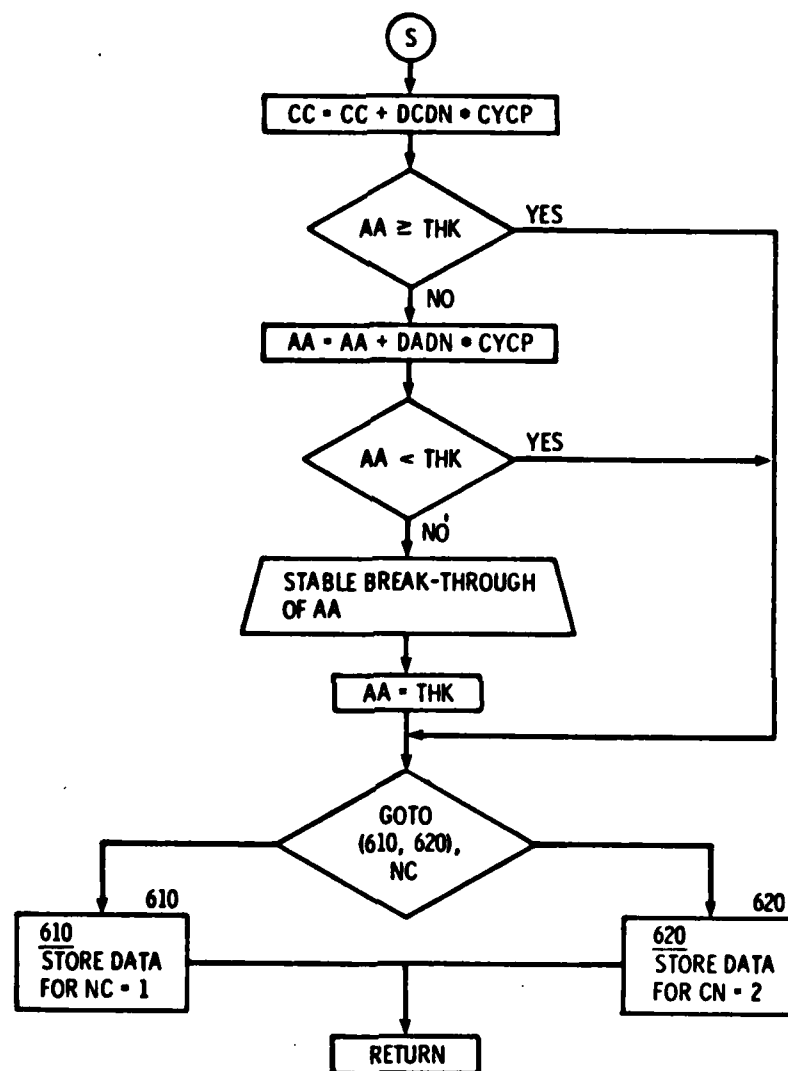 S
CC = CC + DCDN * CYCP
AA ≥ THK
YES
NO
AA = AA + DADN * CYCP
AA < THK
YES
NO
STABLE BREAK-THROUGH
OF AA
AA = THK
GOTO
(610, 620),
NC
610
610
STORE DATA
FOR NC = 1
620
620
STORE DATA
FOR CN = 2
RETURN